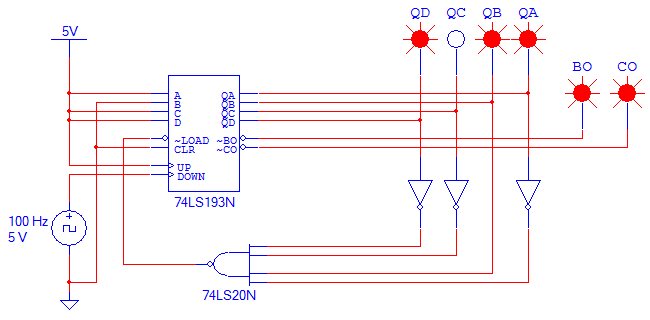 QD QC QB QA
5V
BO CO
A QA
B QB
C QC
D QD
~LOAD ~BO
CLR ~CO
UP
DOWN
74LS193N
100 Hz
5 V
74LS20N